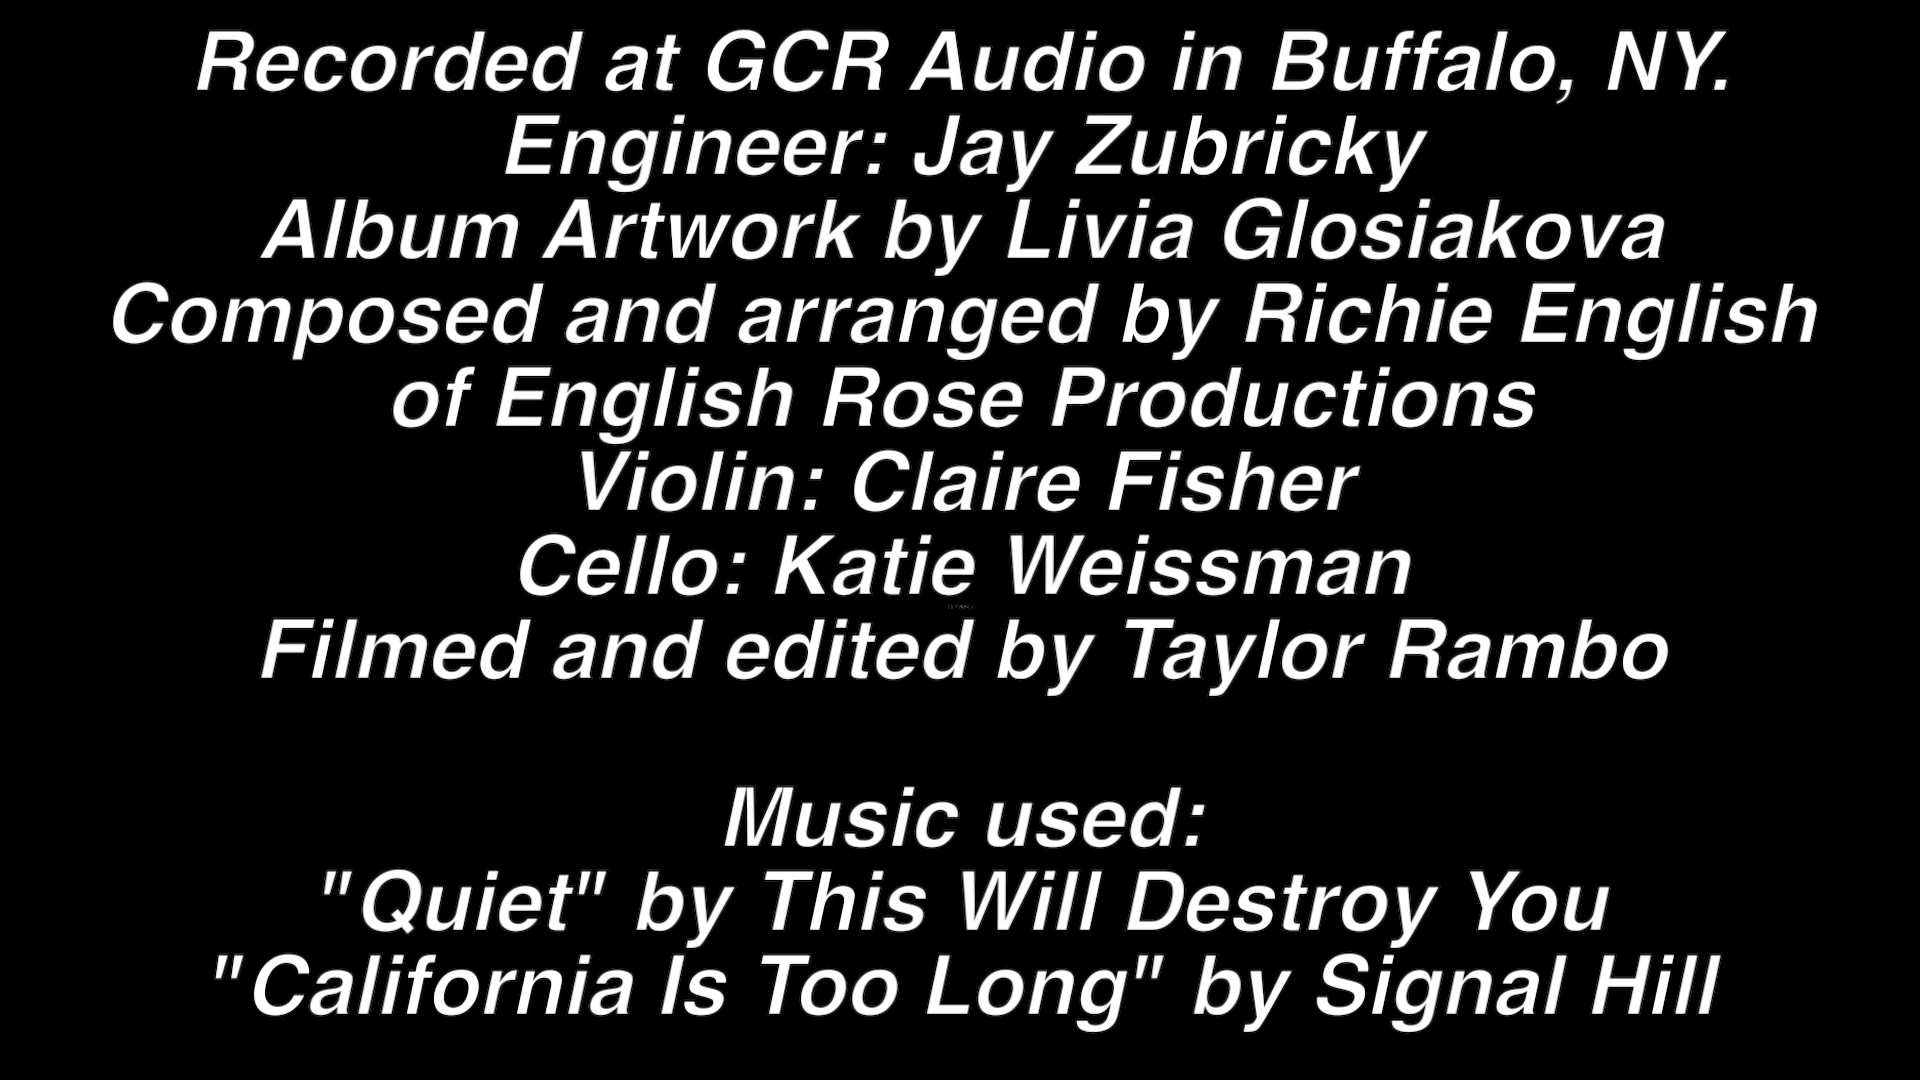 Recorded at GCR Audio in Buffalo, NY.
Engineer: Jay Zubricky
Album Artwork by Livia Glosiakova
Composed and arranged by Richie English
of English Rose Productions
Violin: Claire Fisher
Cello: Katie Weissman
Filmed and edited by Taylor Rambo
Music used:
"Quiet" by This Will Destroy You
"California Is Too Long" by Signal Hill